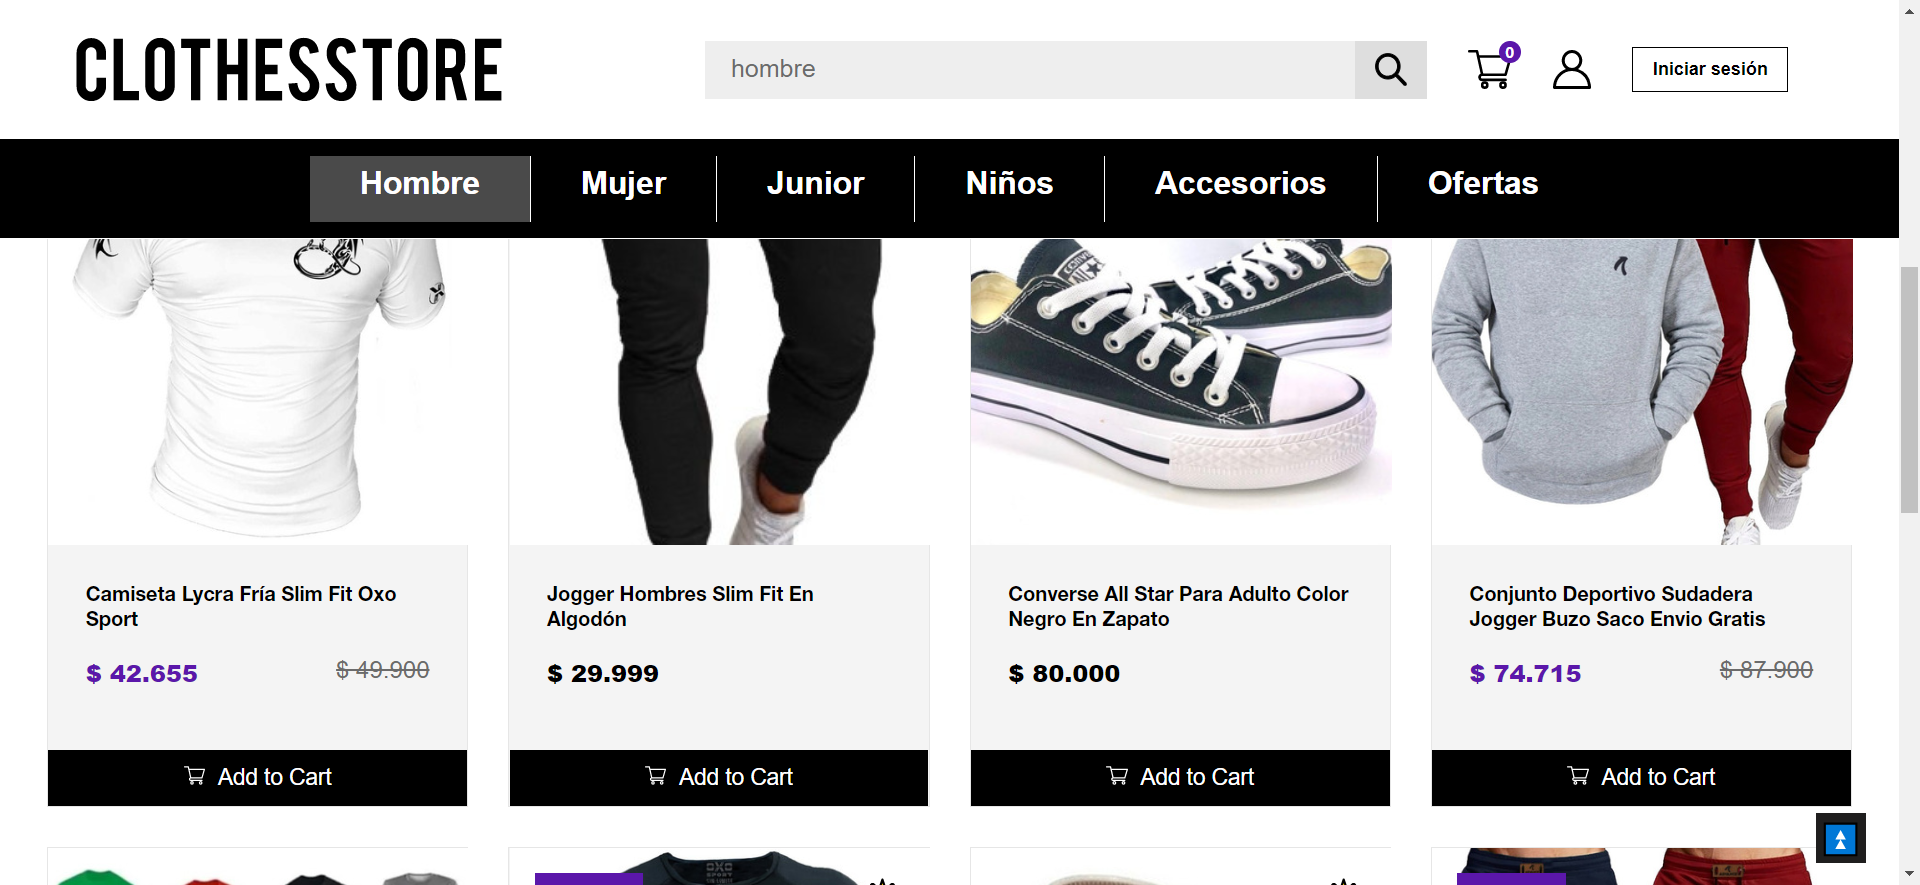 CLOTHESSTORE
hombre
0
Iniciar sesión
Hombre
Mujer
Junior
Niños
Accesorios
Ofertas
Camiseta Lycra Fría Slim Fit Oxo
Sport
$ 42.655
$ 49.900
Add to Cart
Jogger Hombres Slim Fit En
Algodón
$ 29.999
Add to Cart
Converse All Star Para Adulto Color
Negro En Zapato
$ 80.000
Add to Cart
Conjunto Deportivo Sudadera
Jogger Buzo Saco Envio Gratis
$ 74.715
$ 87.900
Add to Cart
OXO
SPORT